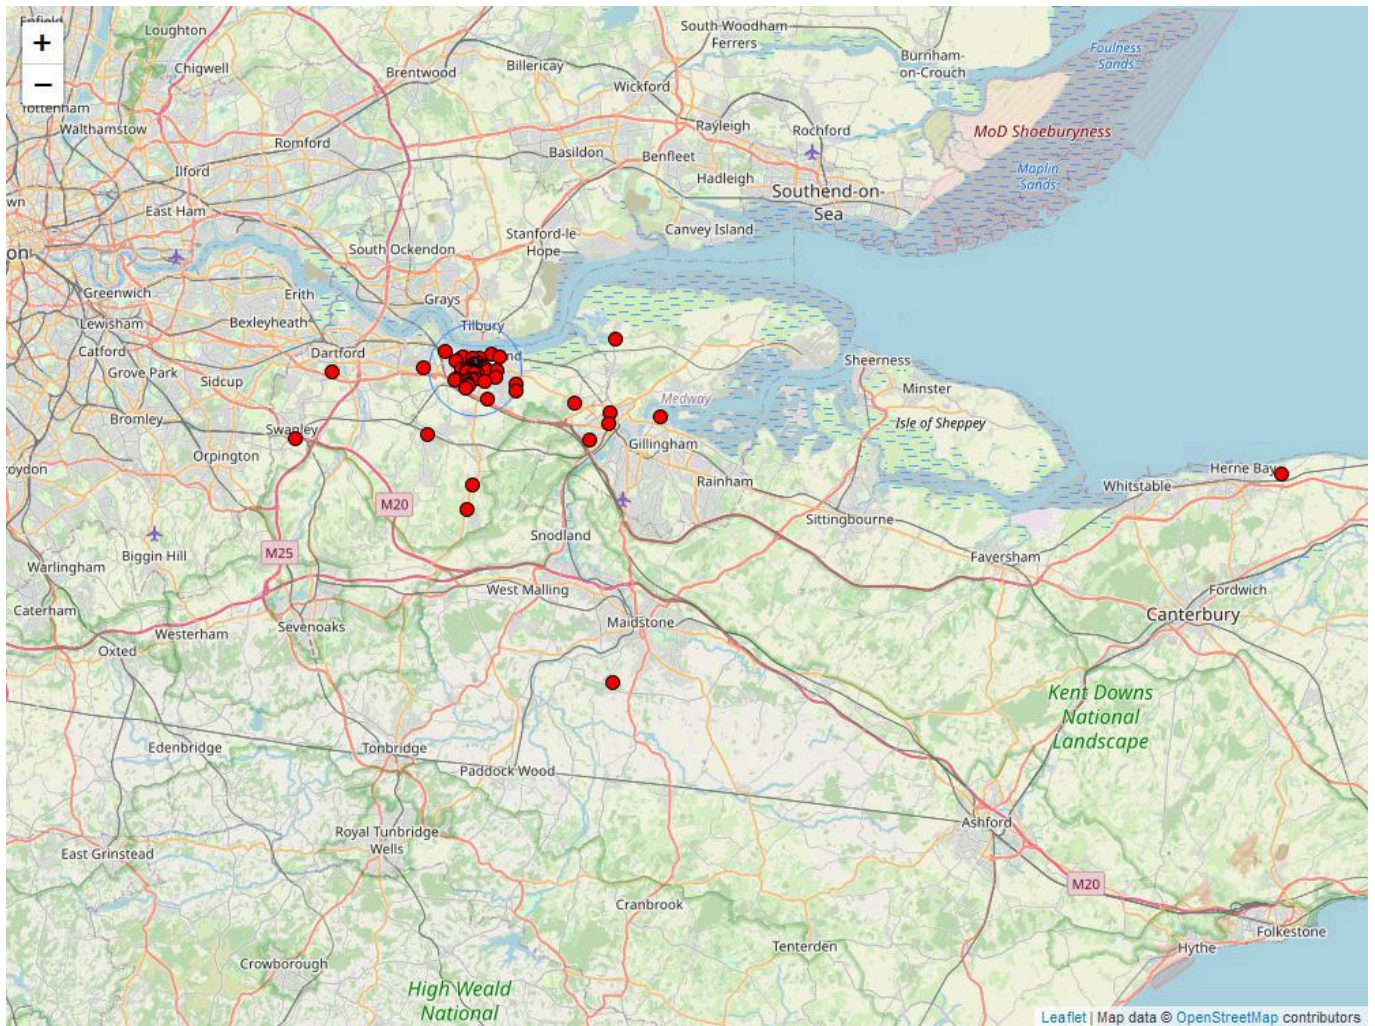 Enfield
Loughton
South Woodham
Ferrers
+
Chigwell
Burnham-
on-Crouch
Foulness
Sands
Brentwood
Billericay
Wickford
−
Tottenham
Walthamstow
Rayleigh
Rochford
MoD Shoeburyness
Romford
Basildon
Benfleet
Ilford
Hadleigh
Maplin
Sands
Southend-on-
Sea
East Ham
Stanford-le-
Hope
Canvey Island
South Ockendon
Greenwich
Erith
Grays
Lewisham
Bexleyheath
Tilbury
Catford
Dartford
Sheerness
Grove Park
Sidcup
Minster
Medway
Bromley
Swanley
Isle of Sheppey
Orpington
Gillingham
Herne Bay
Rainham
Whitstable
M20
Sittingbourne
Snodland
Biggin Hill
M25
Faversham
Warlingham
West Malling
Fordwich
Caterham
Canterbury
Westerham
Sevenoaks
Maidstone
Oxted
Kent Downs
National
Landscape
Edenbridge
Tonbridge
Paddock Wood
Ashford
Royal Tunbridge
Wells
East Grinstead
M20
Cranbrook
Folkestone
Tenterden
Hythe
Crowborough
High Weald
National
Leaflet | Map data © OpenStreetMap contributors